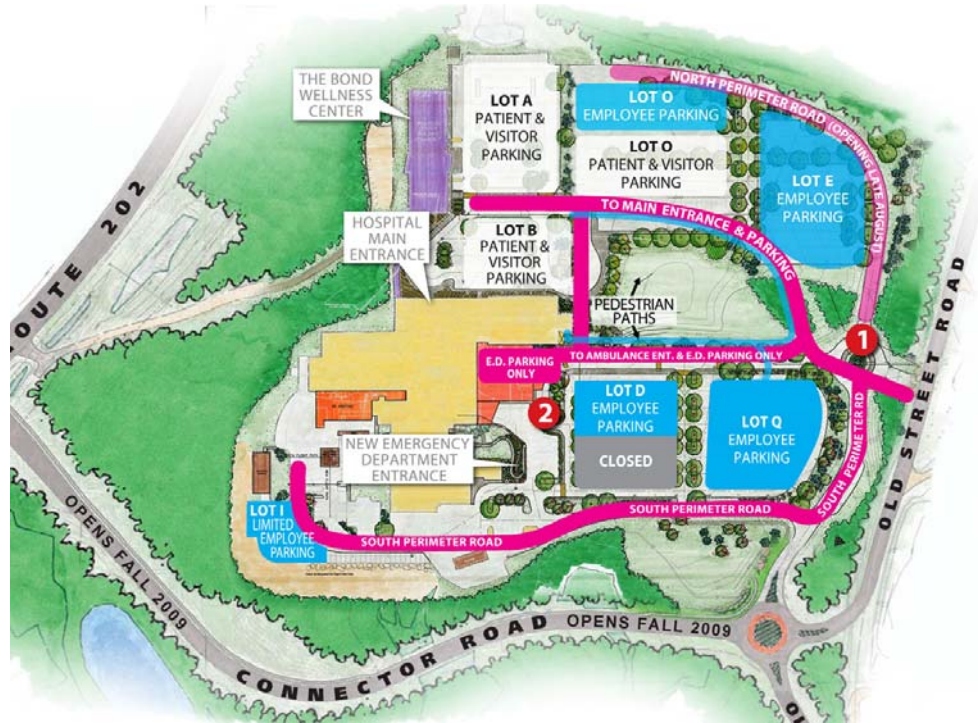 THE BOND
WELLNESS
CENTER
LOT A
PATIENT &
VISITOR
PARKING
LOT O
EMPLOYEE PARKING
LOT O
PATIENT & VISITOR
PARKING
NORTH PERIMETER ROAD (OPENING LATE AUGUST)
LOT E
EMPLOYEE
PARKING
TO MAIN ENTRANCE & PARKING
HOSPITAL
MAIN
ENTRANCE
LOT B
PATIENT &
VISITOR
PARKING
ROUTE 202
PEDESTRIAN
PATHS
1
E.D. PARKING
ONLY
TO AMBULANCE ENT. & E.D. PARKING ONLY
2
LOT D
EMPLOYEE
PARKING
CLOSED
LOT Q
EMPLOYEE
PARKING
SOUTH PERIMETER RD
OLD STREET ROAD
NEW EMERGENCY
DEPARTMENT
ENTRANCE
LOT I
LIMITED
EMPLOYEE
PARKING
SOUTH PERIMETER ROAD
SOUTH PERIMETER ROAD
OPENS FALL 2009
CONNECTOR ROAD
OPENS FALL 2009